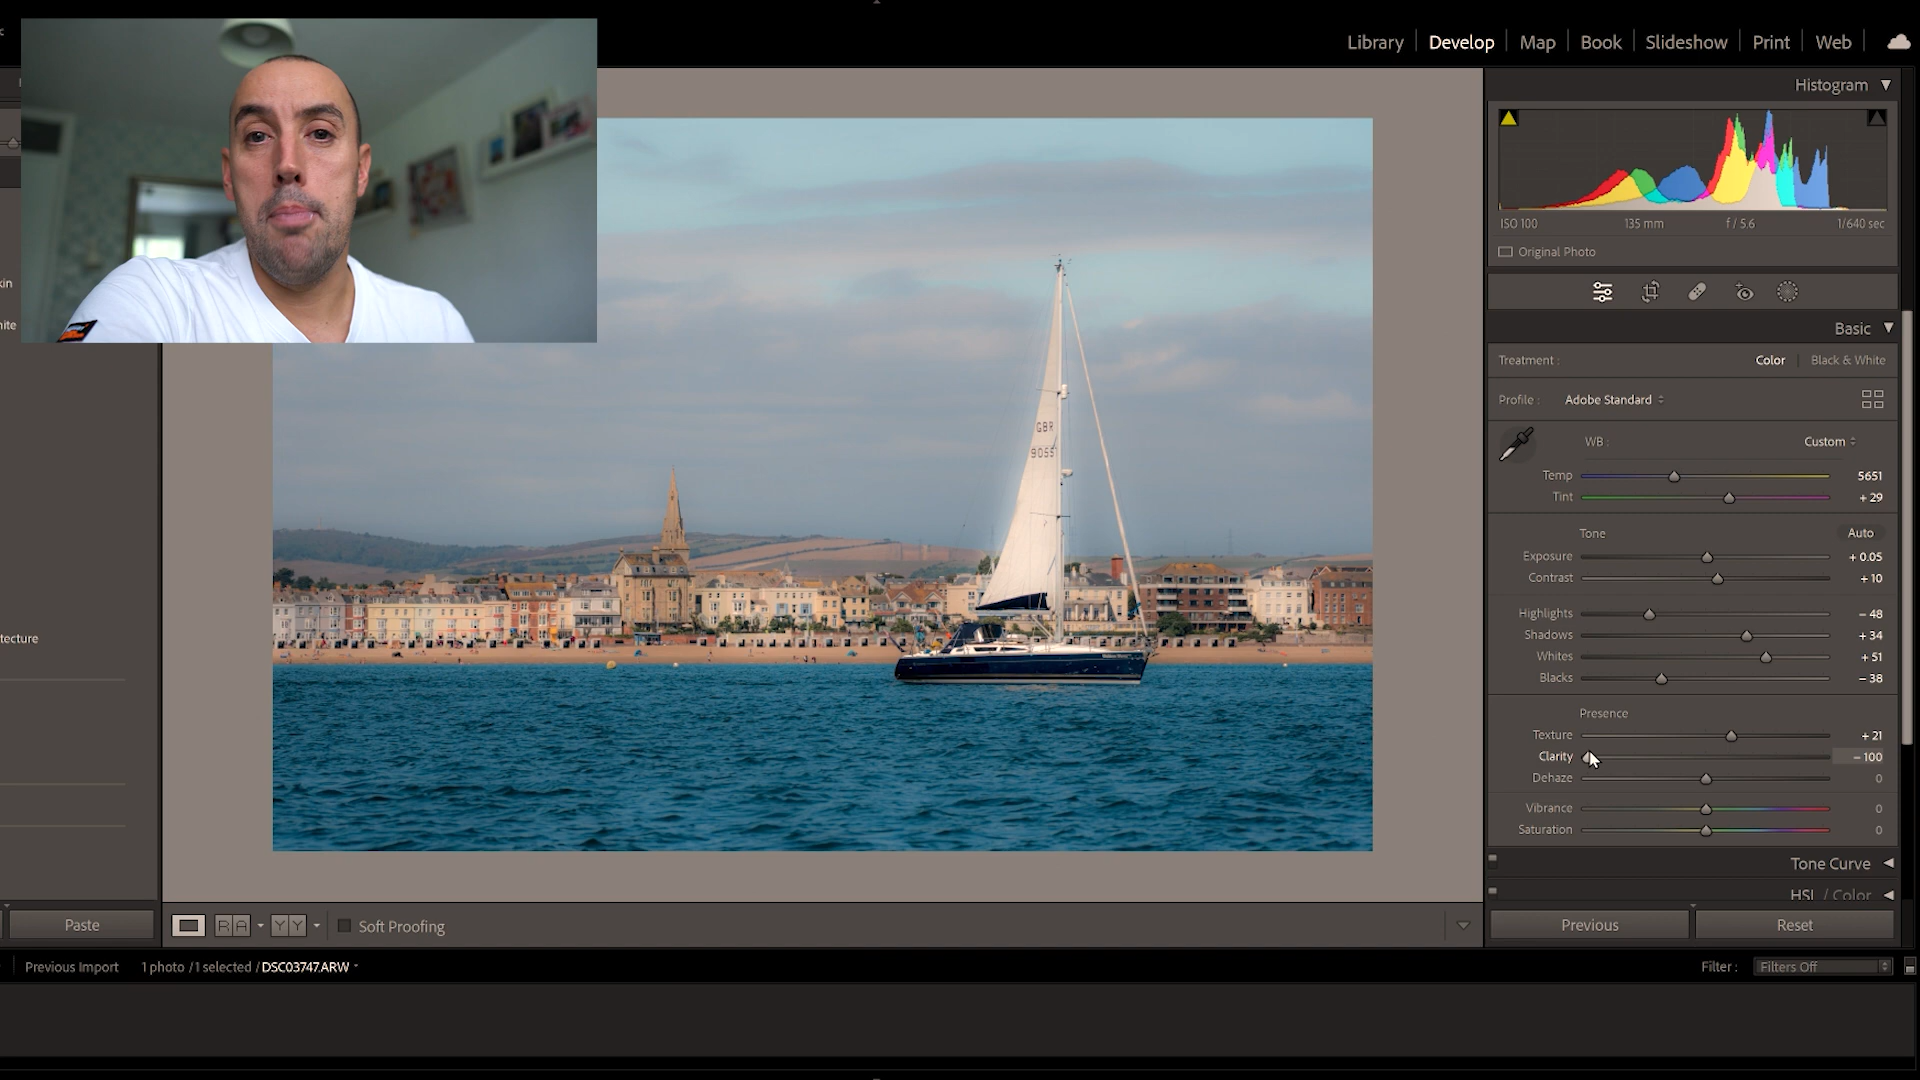 Library | Develop | Map | Book | Slideshow | Print | Web |
Histogram
ISO 100 135 mm f / 5.6 1/640 sec
Original Photo
Basic
Treatment : Color | Black & White
Profile : Adobe Standard
WB : Custom
Temp 5651
Tint + 29
Tone Auto
Exposure + 0.05
Contrast + 10
Highlights – 48
Shadows + 34
Whites + 51
Blacks – 38
Presence
Texture + 21
Clarity – 100
Dehaze 0
Vibrance 0
Saturation 0
Tone Curve
HSL / Color
Previous Reset
kin
hite
tecture
GBR
9055
Paste
R A Y Y Soft Proofing
Previous Import 1 photo / 1 selected / DSC03747.ARW
Filter : Filters Off